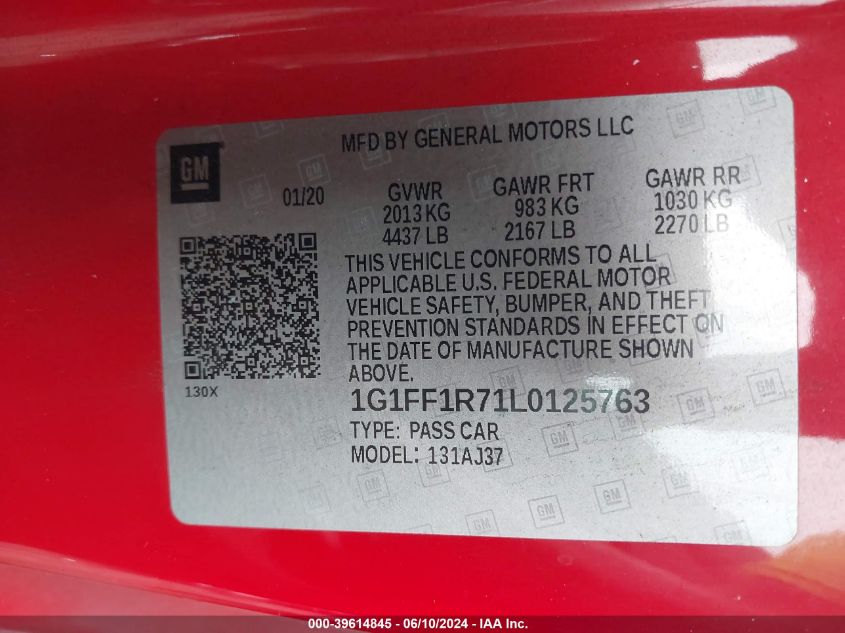 MFD BY GENERAL MOTORS LLC
GM
01/20
GVWR GAWR FRT GAWR RR
2013 KG 983 KG 1030 KG
4437 LB 2167 LB 2270 LB
THIS VEHICLE CONFORMS TO ALL
APPLICABLE U.S. FEDERAL MOTOR
VEHICLE SAFETY, BUMPER, AND THEFT
PREVENTION STANDARDS IN EFFECT ON
THE DATE OF MANUFACTURE SHOWN
ABOVE.
130X
1G1FF1R71L0125763
TYPE: PASS CAR
MODEL: 131AJ37
000-39614845 - 06/10/2024 - IAA Inc.